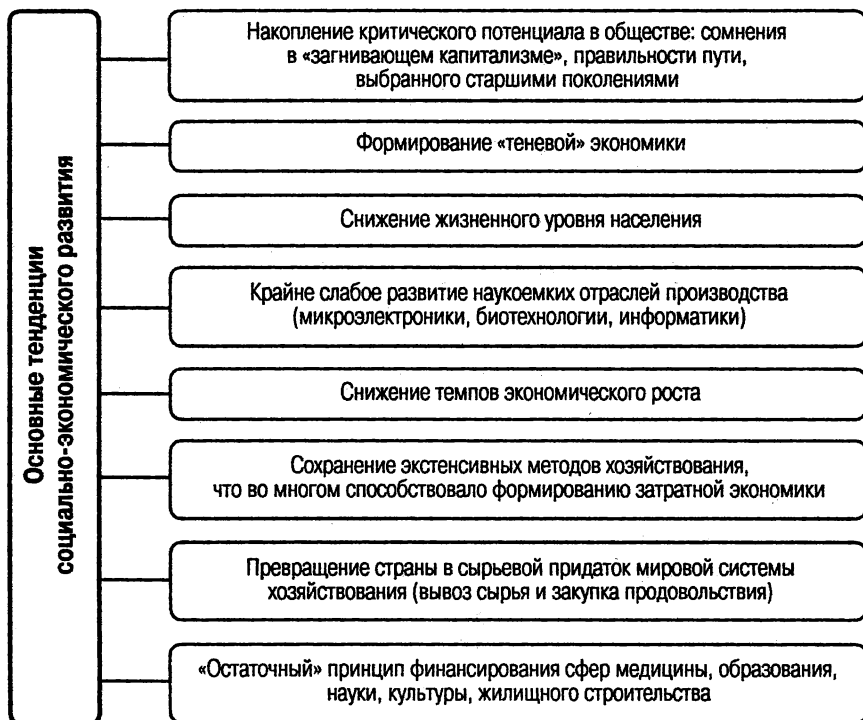 Основные тенденции
социально-экономического развития
Накопление критического потенциала в обществе: сомнения
в «загнивающем капитализме», правильности пути,
выбранного старшими поколениями
Формирование «теневой» экономики
Снижение жизненного уровня населения
Крайне слабое развитие наукоемких отраслей производства
(микроэлектроники, биотехнологии, информатики)
Снижение темпов экономического роста
Сохранение экстенсивных методов хозяйствования,
что во многом способствовало формированию затратной экономики
Превращение страны в сырьевой придаток мировой системы
хозяйствования (вывоз сырья и закупка продовольствия)
«Остаточный» принцип финансирования сфер медицины, образования,
науки, культуры, жилищного строительства